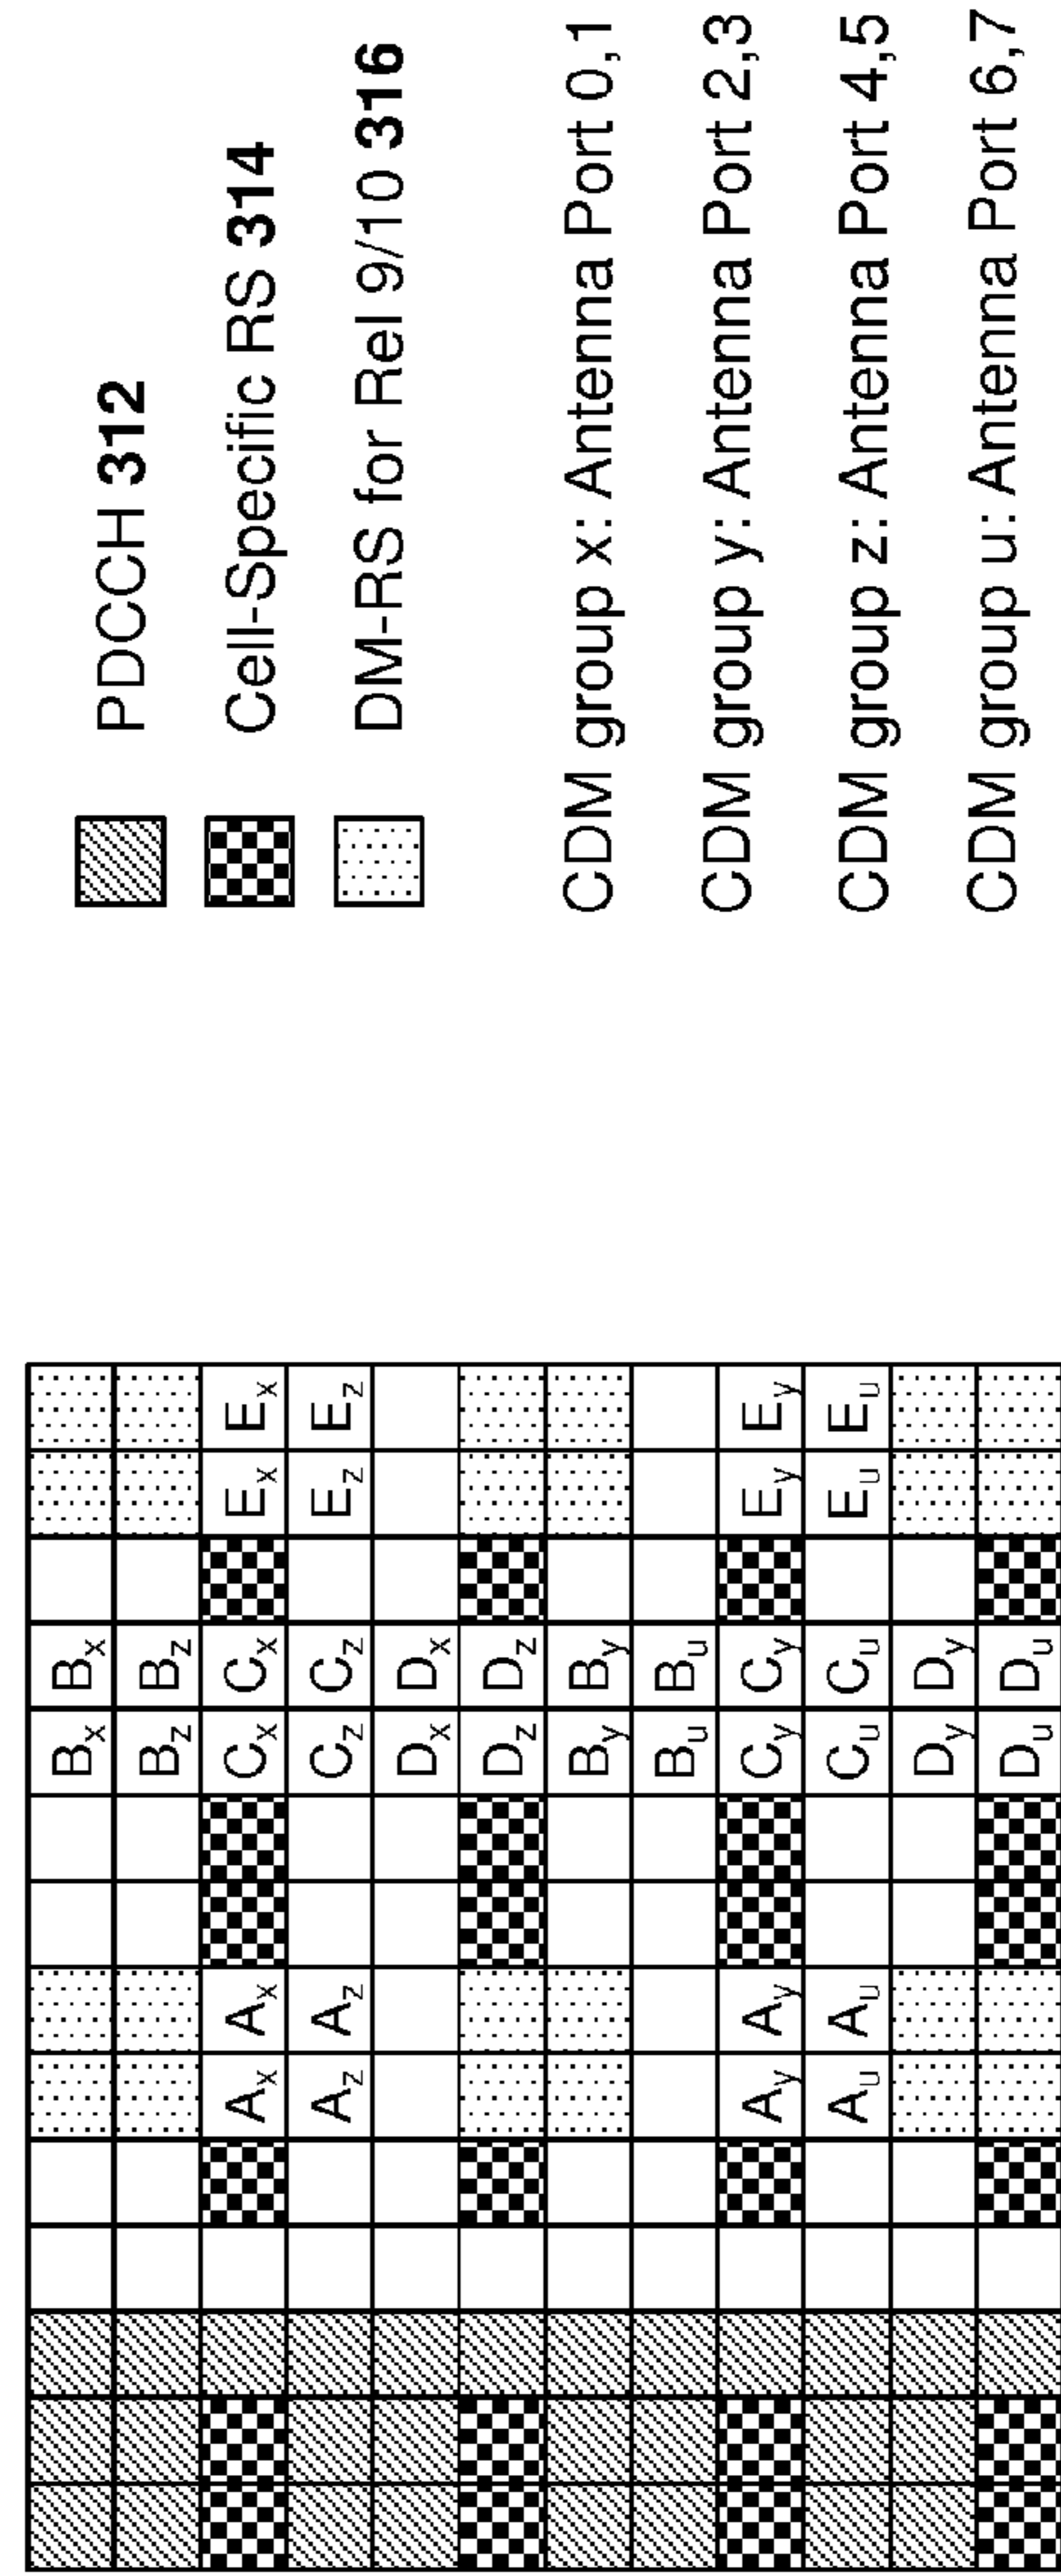 Bx Bx
Bz Bz
Ax Ax Cx Cx Ex Ex
Az Az Cz Cz Ez Ez
Dx Dx
Dz Dz
By By
Bu Bu
Ay Ay Cy Cy Ey Ey
Au Au Cu Cu Eu Eu
Dy Dy
Du Du
PDCCH 312
Cell-Specific RS 314
DM-RS for Rel 9/10 316
CDM group x: Antenna Port 0,1
CDM group y: Antenna Port 2,3
CDM group z: Antenna Port 4,5
CDM group u: Antenna Port 6,7